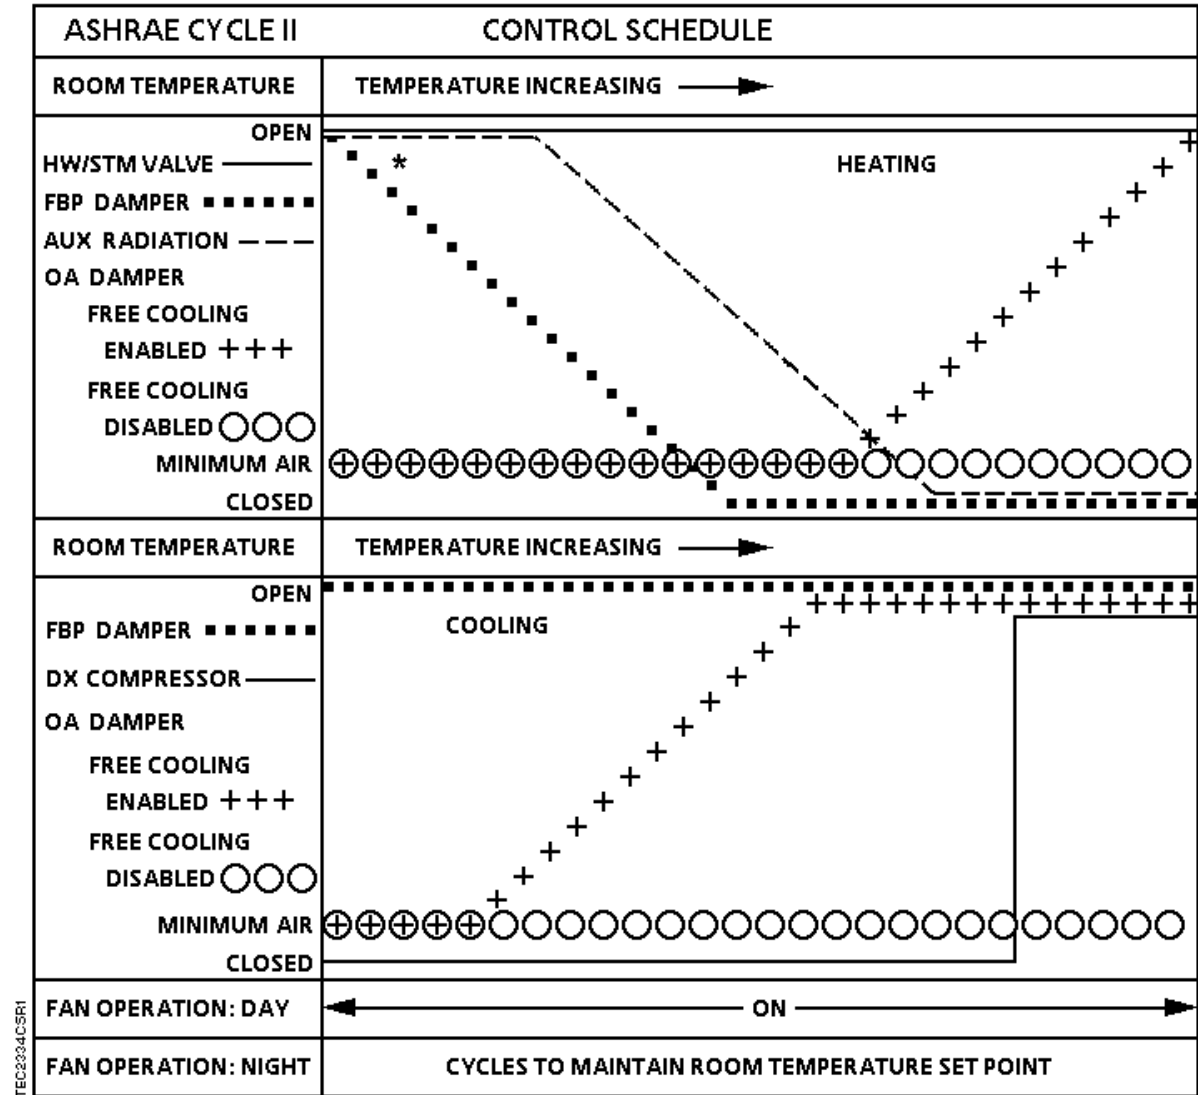 ASHRAE CYCLE II CONTROL SCHEDULE
ROOM TEMPERATURE TEMPERATURE INCREASING
OPEN
HW/STM VALVE * HEATING
FBP DAMPER
AUX RADIATION
OA DAMPER
FREE COOLING
ENABLED +++
FREE COOLING
DISABLED
MINIMUM AIR
CLOSED
ROOM TEMPERATURE TEMPERATURE INCREASING
OPEN
FBP DAMPER COOLING
DX COMPRESSOR
OA DAMPER
FREE COOLING
ENABLED +++
FREE COOLING
DISABLED
MINIMUM AIR
CLOSED
FAN OPERATION: DAY ON
FAN OPERATION: NIGHT CYCLES TO MAINTAIN ROOM TEMPERATURE SET POINT
TEC2334CSR1